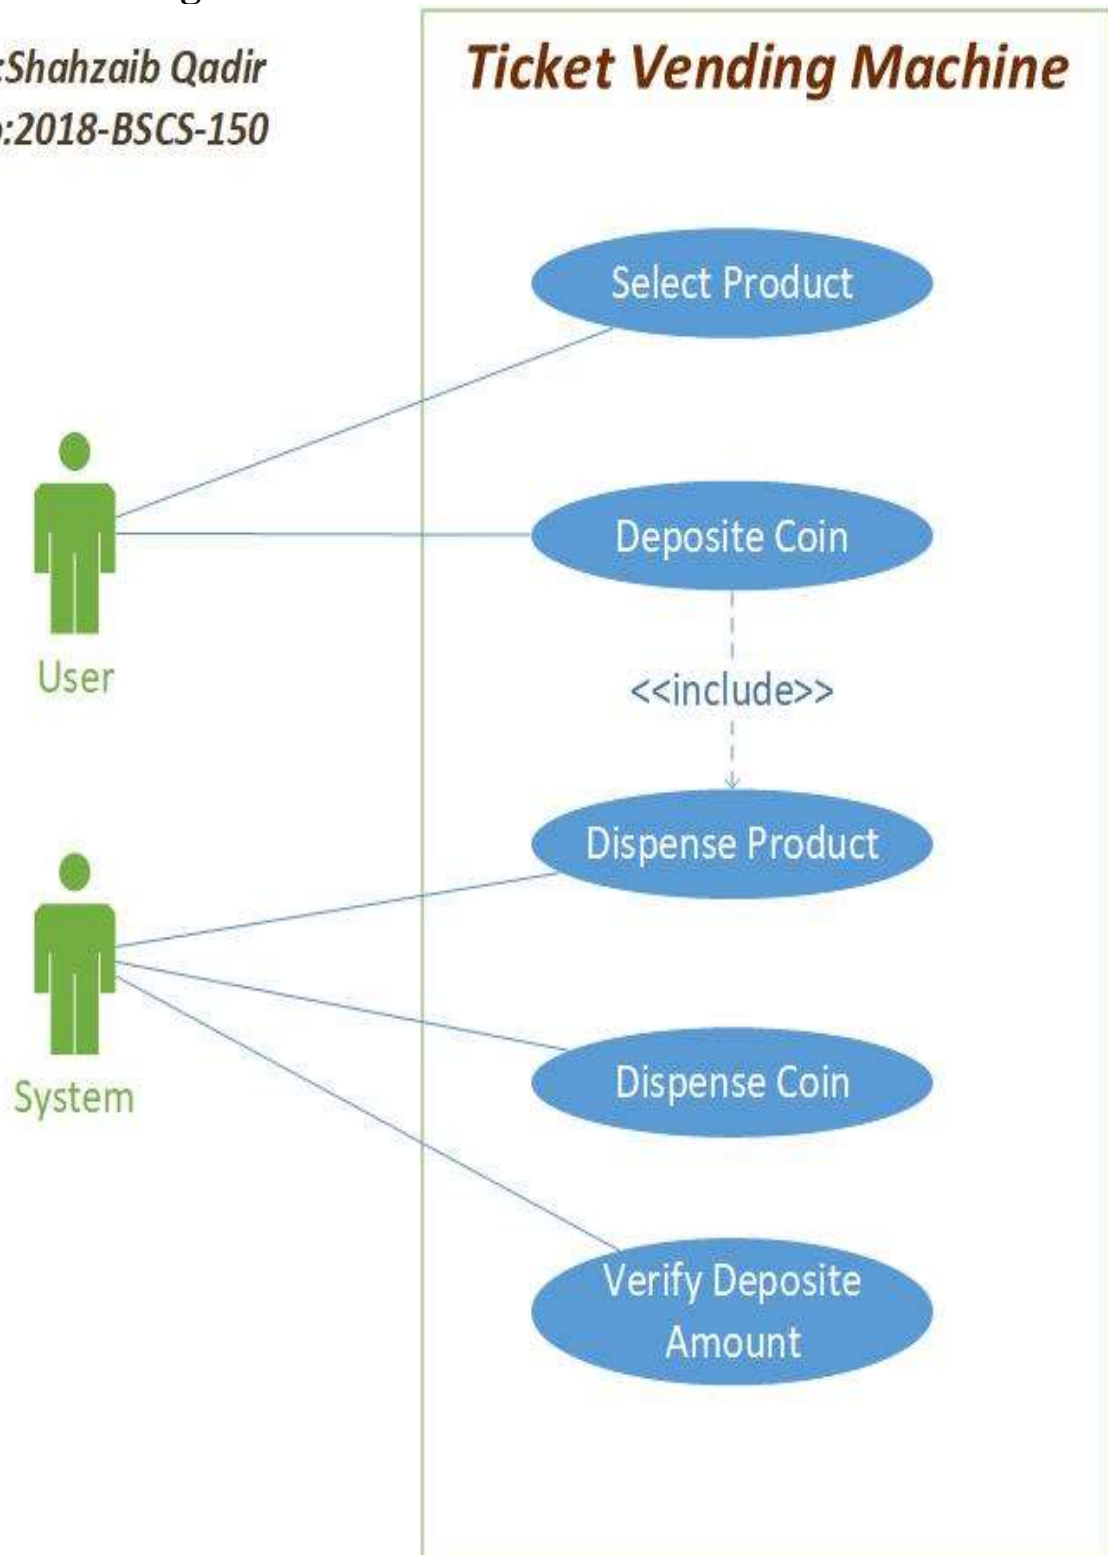 :Shahzaib Qadir
:2018-BSCS-150
Ticket Vending Machine
Select Product
Deposite Coin
User
<<include>>
Dispense Product
System
Dispense Coin
Verify Deposite
Amount